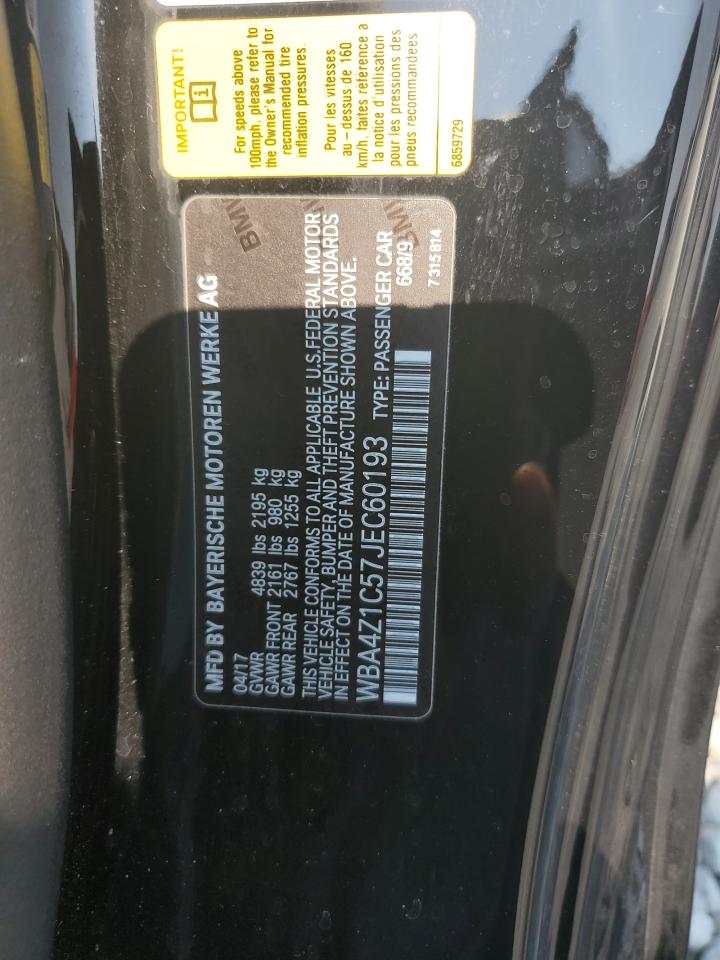 IMPORTANT!
For speeds above
100mph, please refer to
the Owner's Manual for
recommended tire
inflation pressures.
Pour les vitesses
au-dessus de 160
km/h, faites référence a
la notice d'utilisation
pour les pressions des
pneus recommandees
6859729
MFD BY BAYERISCHE MOTOREN WERKE AG
04/17
GVWR 4839 lbs 2195 kg
GAWR FRONT 2161 lbs 980 kg
GAWR REAR 2767 lbs 1255 kg
THIS VEHICLE CONFORMS TO ALL APPLICABLE U.S. FEDERAL MOTOR
VEHICLE SAFETY, BUMPER AND THEFT PREVENTION STANDARDS
IN EFFECT ON THE DATE OF MANUFACTURE SHOWN ABOVE.
WBA4Z1C57JEC60193 TYPE: PASSENGER CAR
668/9
7 315 814
BMW
BMW